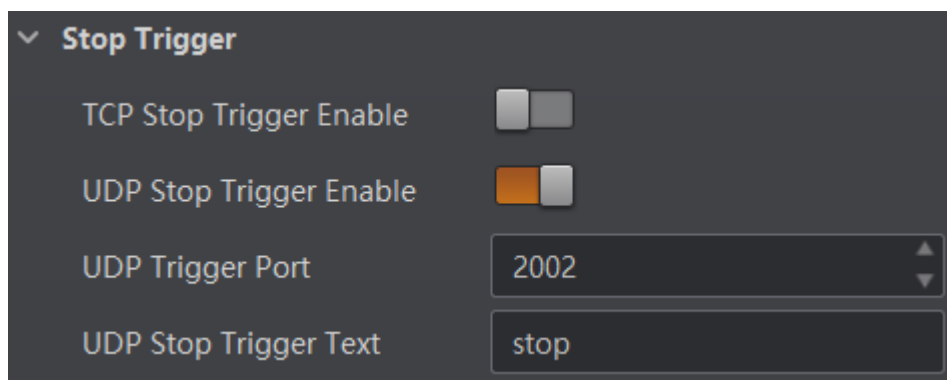 Stop Trigger
TCP Stop Trigger Enable
UDP Stop Trigger Enable
UDP Trigger Port 2002
UDP Stop Trigger Text stop